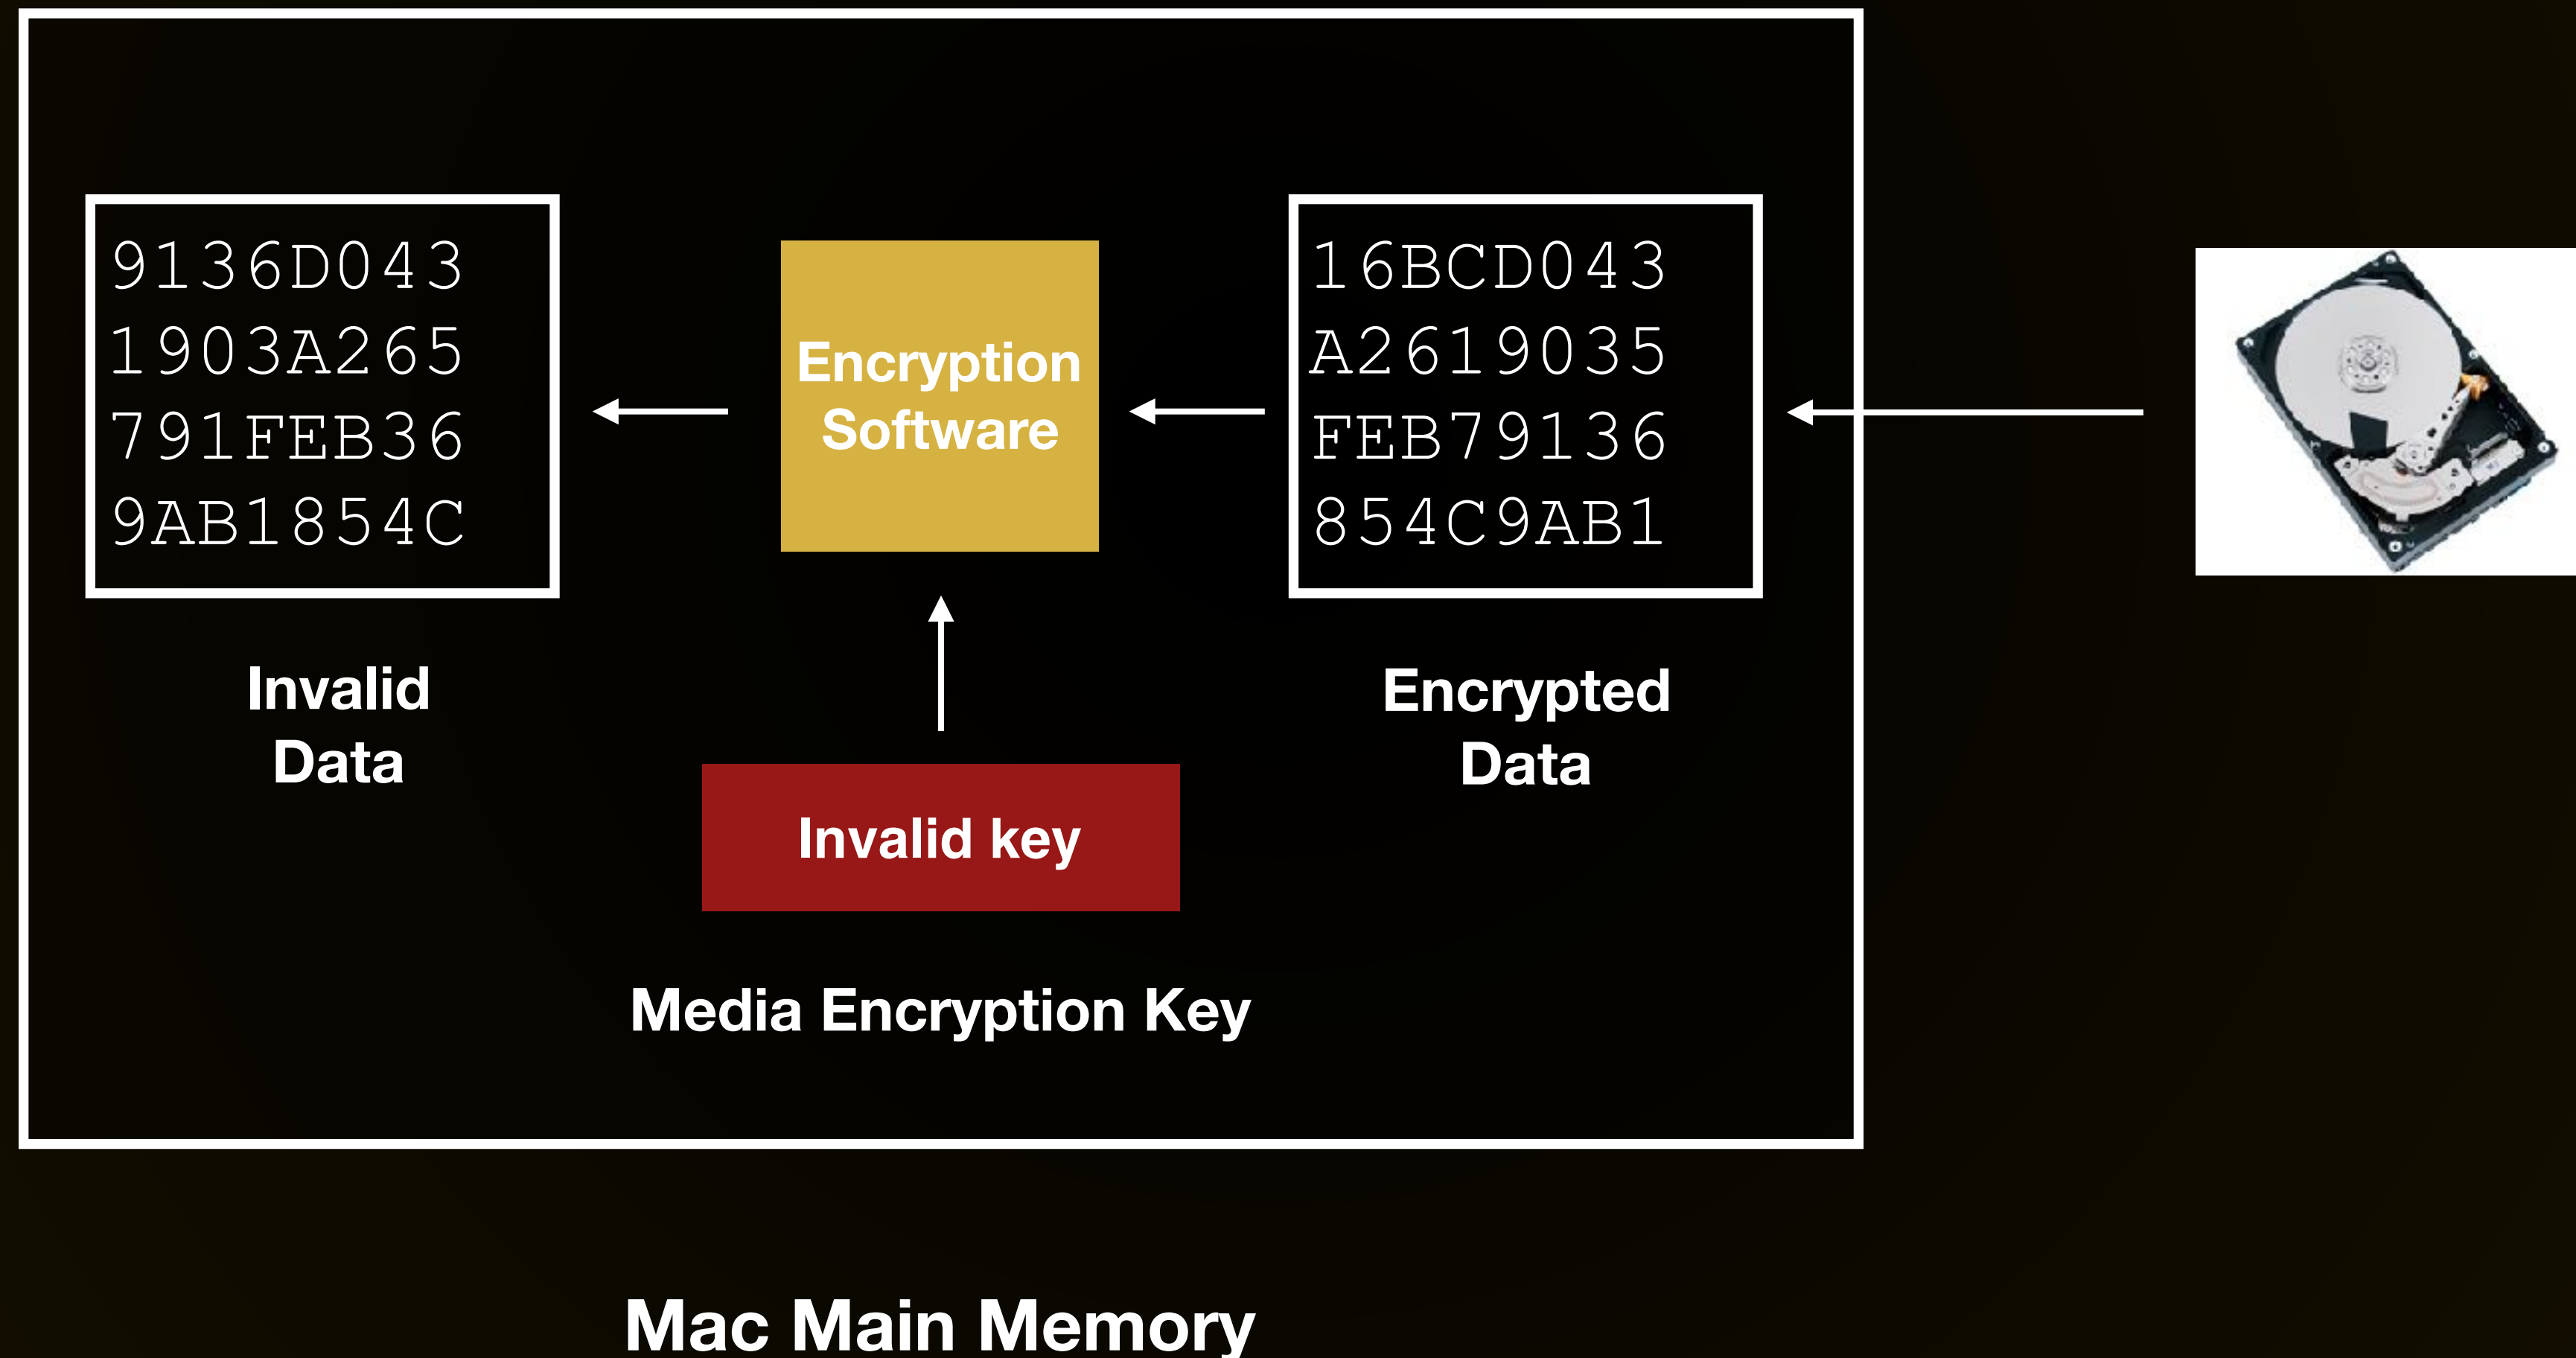 9136D043
1903A265
791FEB36
9AB1854C
Invalid
Data
Encryption
Software
Invalid key
Media Encryption Key
16BCD043
A2619035
FEB79136
854C9AB1
Encrypted
Data
Mac Main Memory